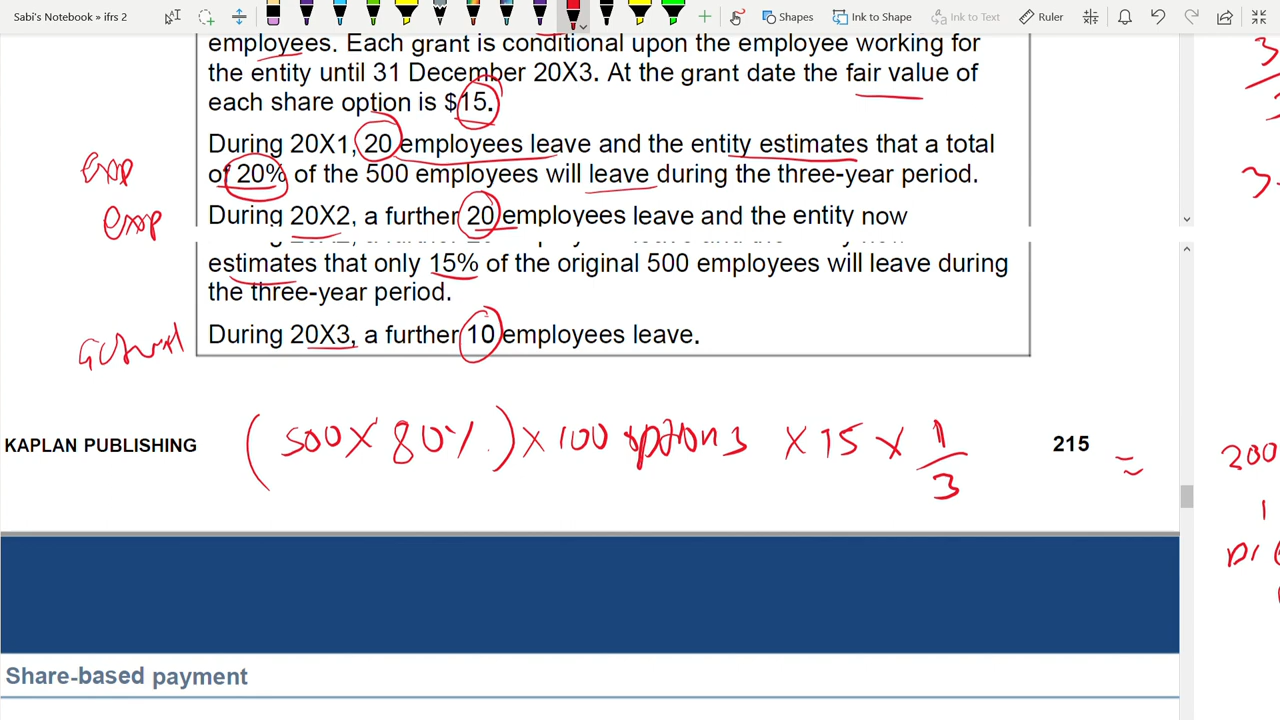 Sabi's Notebook » ifrs 2
Shapes
Ink to Shape
Ink to Text
Ruler
employees. Each grant is conditional upon the employee working for
the entity until 31 December 20X3. At the grant date the fair value of
each share option is $15.
During 20X1, 20 employees leave and the entity estimates that a total
exp
of 20% of the 500 employees will leave during the three-year period.
exp
During 20X2, a further 20 employees leave and the entity now
estimates that only 15% of the original 500 employees will leave during
the three-year period.
actual
During 20X3, a further 10 employees leave.
KAPLAN PUBLISHING
(500 X 80%) X 100 options X 15 X 1/3
215
=
200
Share-based payment